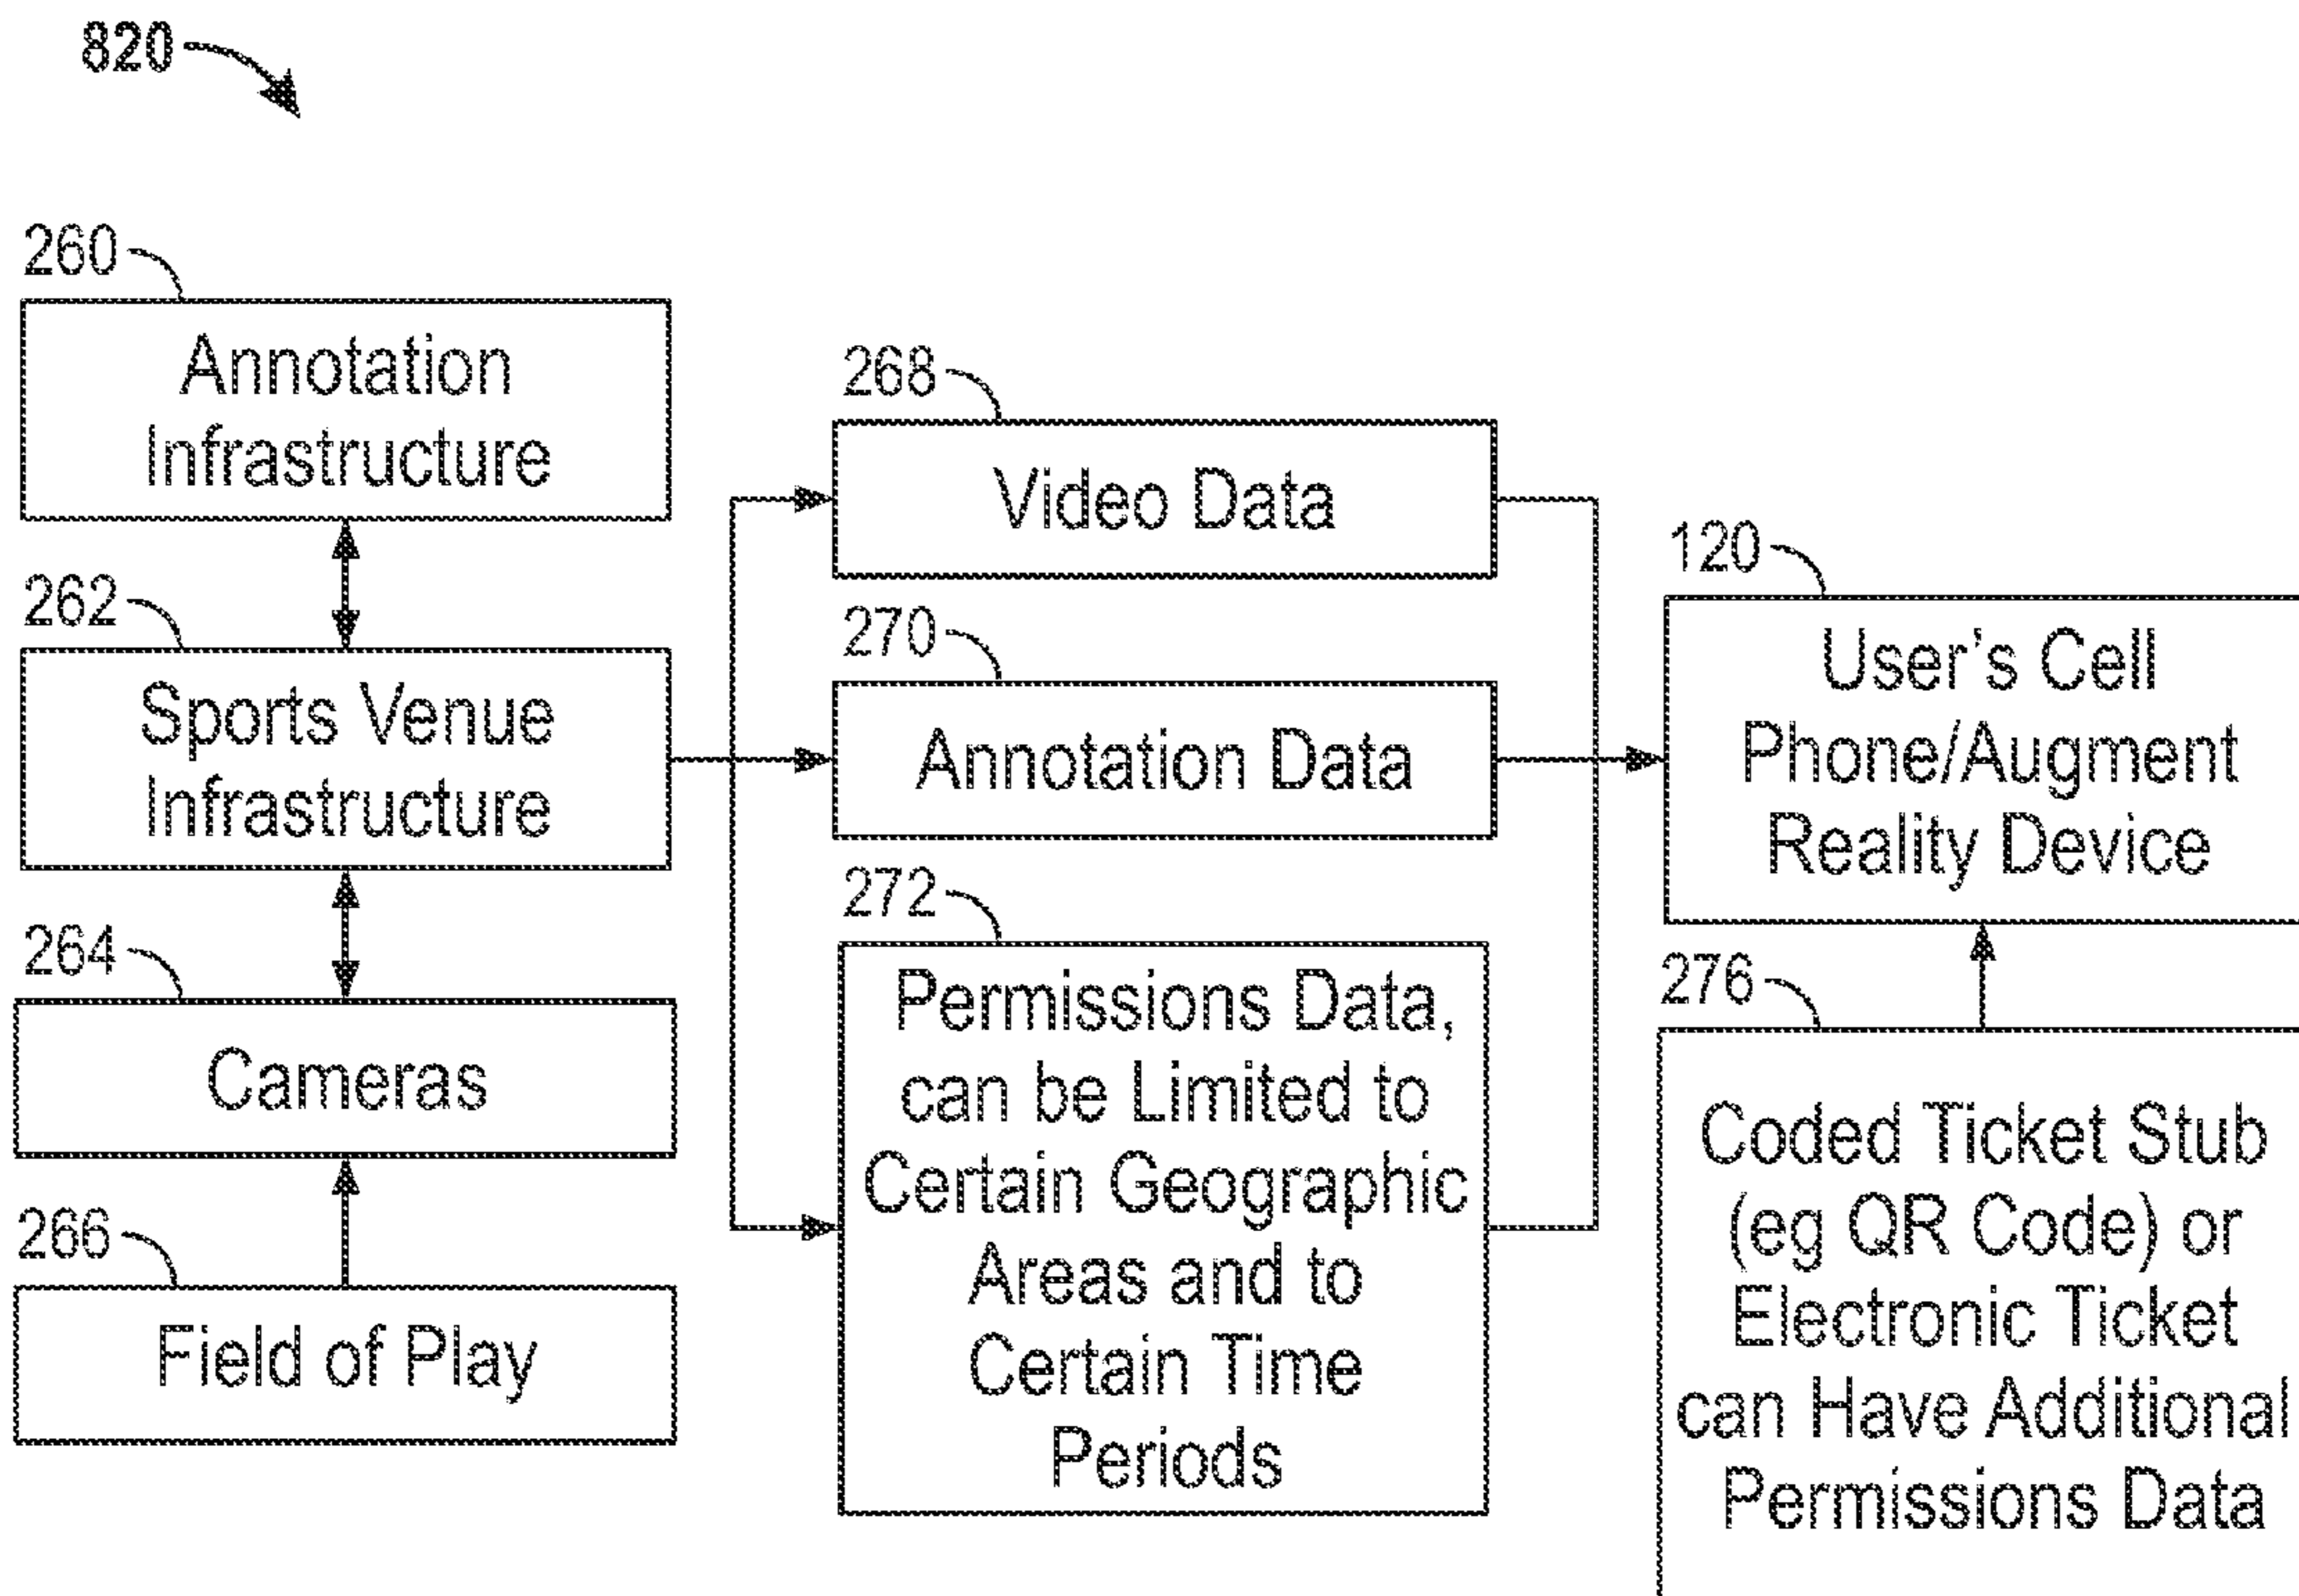 820
260
Annotation
Infrastructure
262
Sports Venue
Infrastructure
264
Cameras
266
Field of Play
268
Video Data
270
Annotation Data
272
Permissions Data,
can be Limited to
Certain Geographic
Areas and to
Certain Time
Periods
120
User's Cell
Phone/Augment
Reality Device
276
Coded Ticket Stub
(eg QR Code) or
Electronic Ticket
can Have Additional
Permissions Data